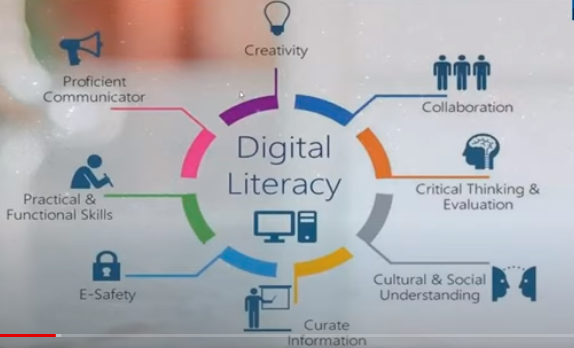 Creativity
Proficient
Communicator
Collaboration
Digital
Literacy
Critical Thinking &
Evaluation
Practical &
Functional Skills
Cultural & Social
Understanding
E-Safety
Curate
Information